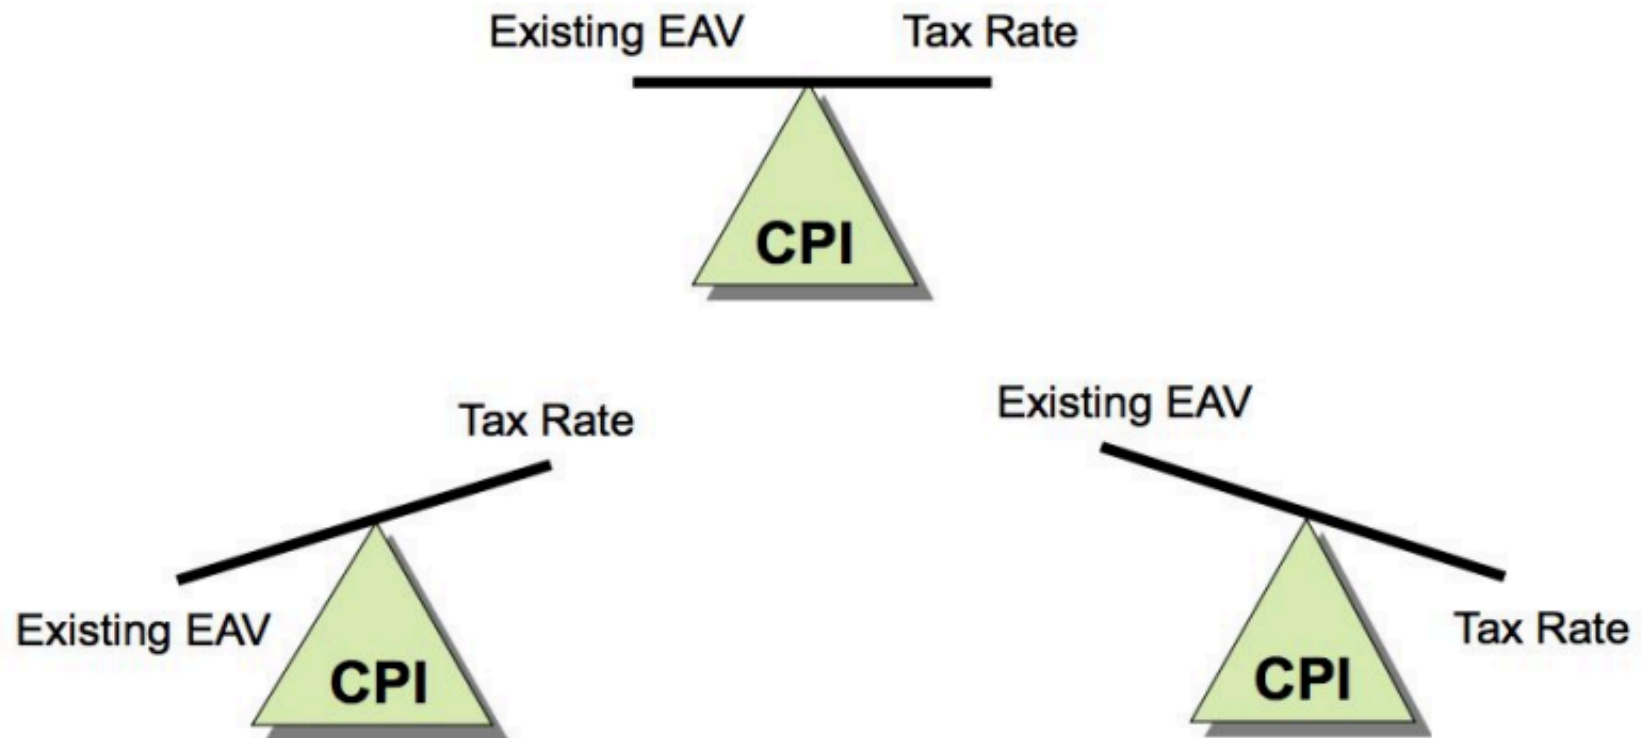 Existing EAV
Tax Rate
CPI
Tax Rate
Existing EAV
CPI
Existing EAV
Tax Rate
CPI